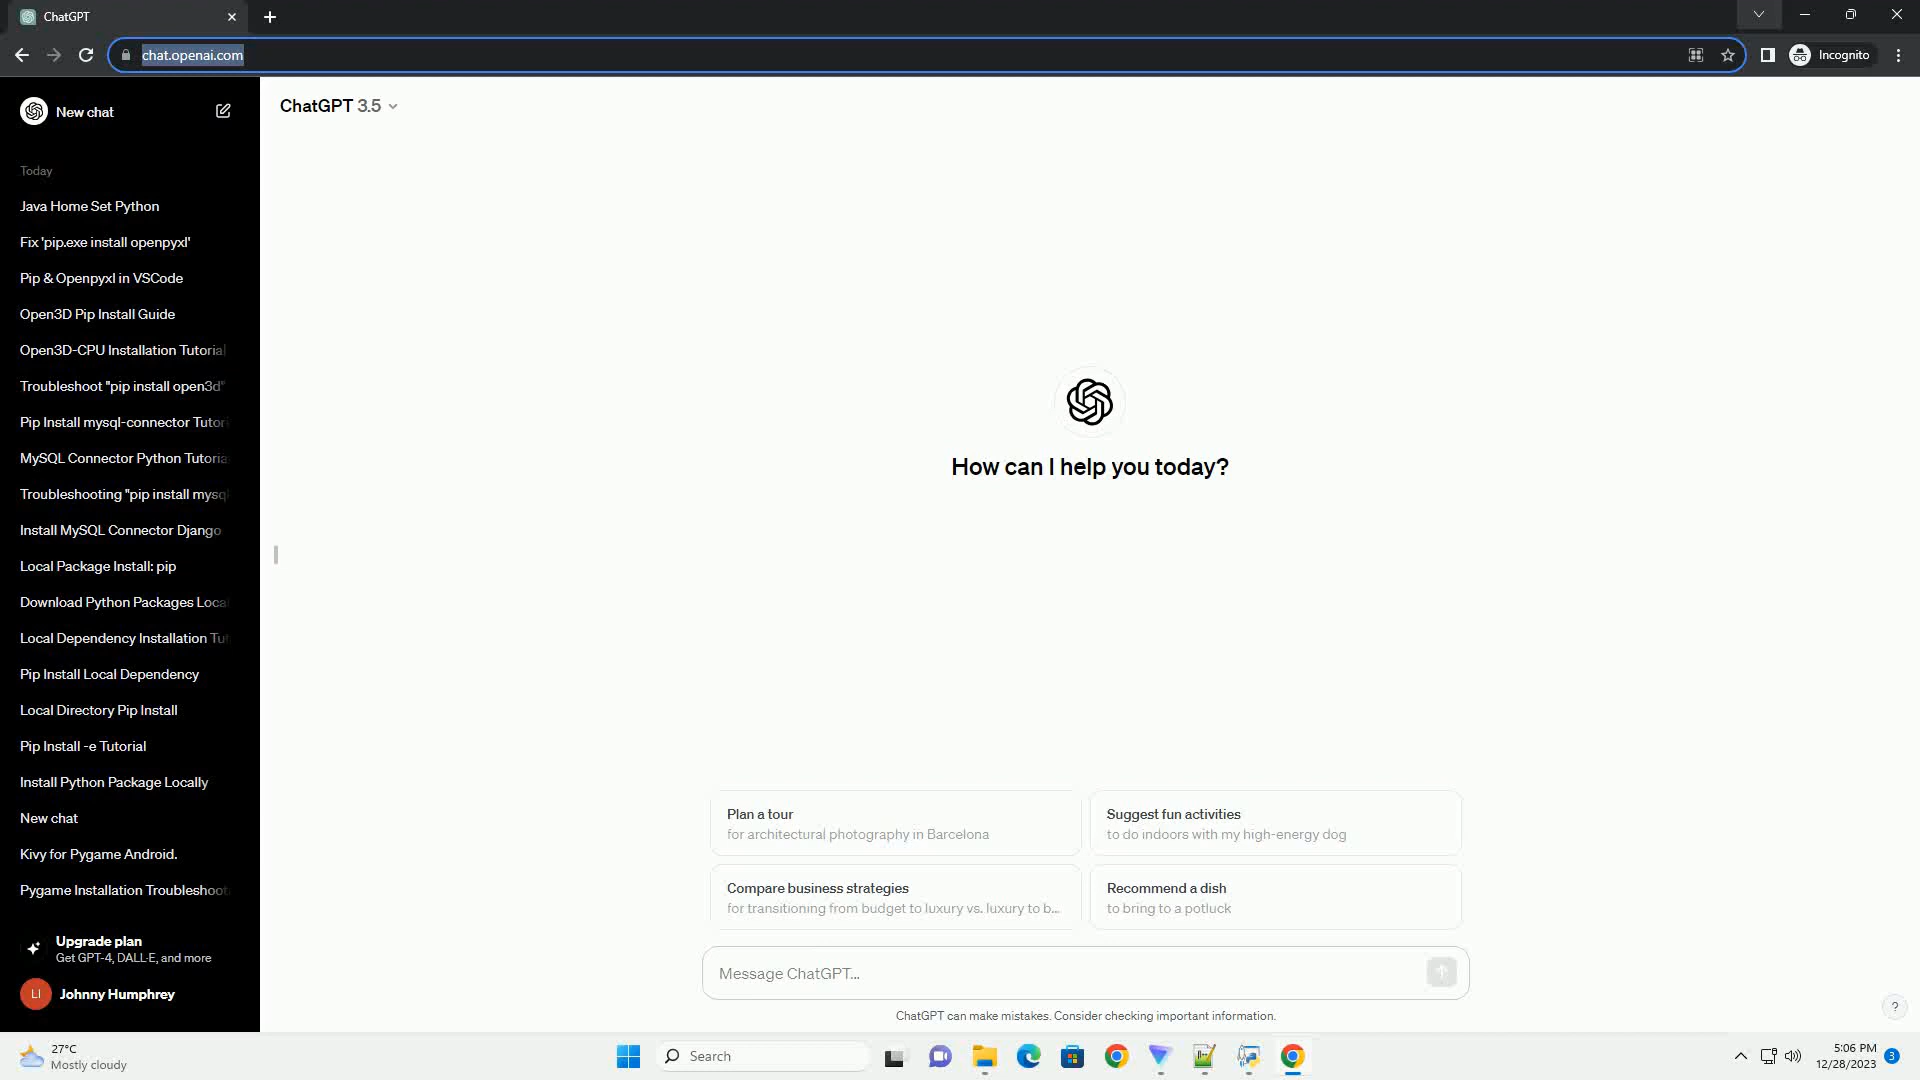 ChatGPT
chat.openai.com
Incognito
New chat
ChatGPT 3.5
Today
Java Home Set Python
Fix 'pip.exe install openpyxl'
Pip & Openpyxl in VSCode
Open3D Pip Install Guide
Open3D-CPU Installation Tutorial
Troubleshoot "pip install open3d"
Pip Install mysql-connector Tutori
MySQL Connector Python Tutoria
Troubleshooting "pip install mysq
Install MySQL Connector Django
Local Package Install: pip
Download Python Packages Loca
Local Dependency Installation Tut
Pip Install Local Dependency
Local Directory Pip Install
Pip Install -e Tutorial
Install Python Package Locally
New chat
Kivy for Pygame Android.
Pygame Installation Troubleshoot
Upgrade plan
Get GPT-4, DALL·E, and more
LI
Johnny Humphrey
How can I help you today?
Plan a tour
for architectural photography in Barcelona
Suggest fun activities
to do indoors with my high-energy dog
Compare business strategies
for transitioning from budget to luxury vs. luxury to b...
Recommend a dish
to bring to a potluck
Message ChatGPT...
ChatGPT can make mistakes. Consider checking important information.
?
27°C
Mostly cloudy
Search
5:06 PM
12/28/2023
3